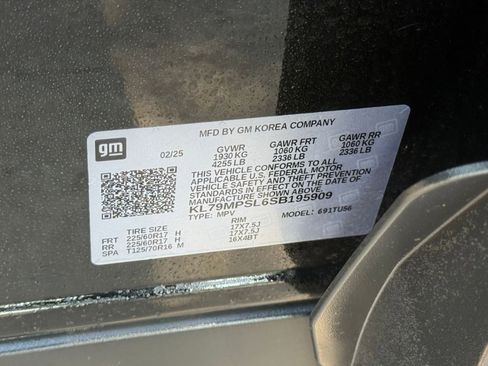 gm
MFD BY GM KOREA COMPANY
02/25 GVWR GAWR FRT GAWR RR
1930 KG 1060 KG 1060 KG
4255 LB 2336 LB 2336 LB
THIS VEHICLE CONFORMS TO ALL
APPLICABLE U.S. FEDERAL MOTOR
VEHICLE SAFETY AND THEFT PREVENTION
STANDARDS IN EFFECT ON THE DATE OF
MANUFACTURE SHOWN ABOVE.
KL79MPSL6SB195909
TYPE: MPV MODEL: 691TU56
TIRE SIZE RIM
FRT 225/60R17 H 17X7.5J
RR 225/60R17 H 17X7.5J
SPA T125/70R16 M 16X4BT